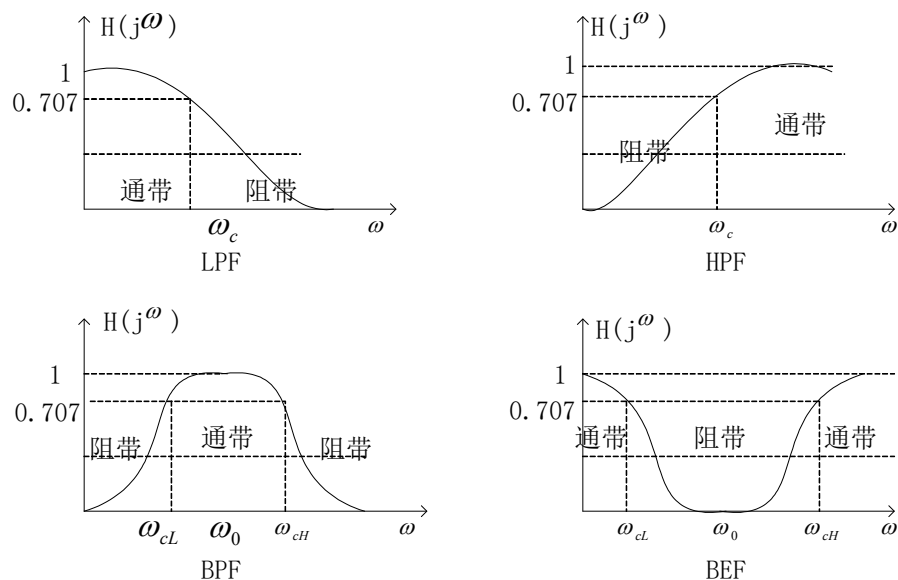 H(jω)
1
0.707
通带
阻带
ω_c
ω
LPF
H(jω)
1
0.707
阻带
通带
ω_c
ω
HPF
H(jω)
1
0.707
阻带
通带
阻带
ω_cL
ω_0
ω_cH
ω
BPF
H(jω)
1
0.707
通带
阻带
通带
ω_cL
ω_0
ω_cH
ω
BEF